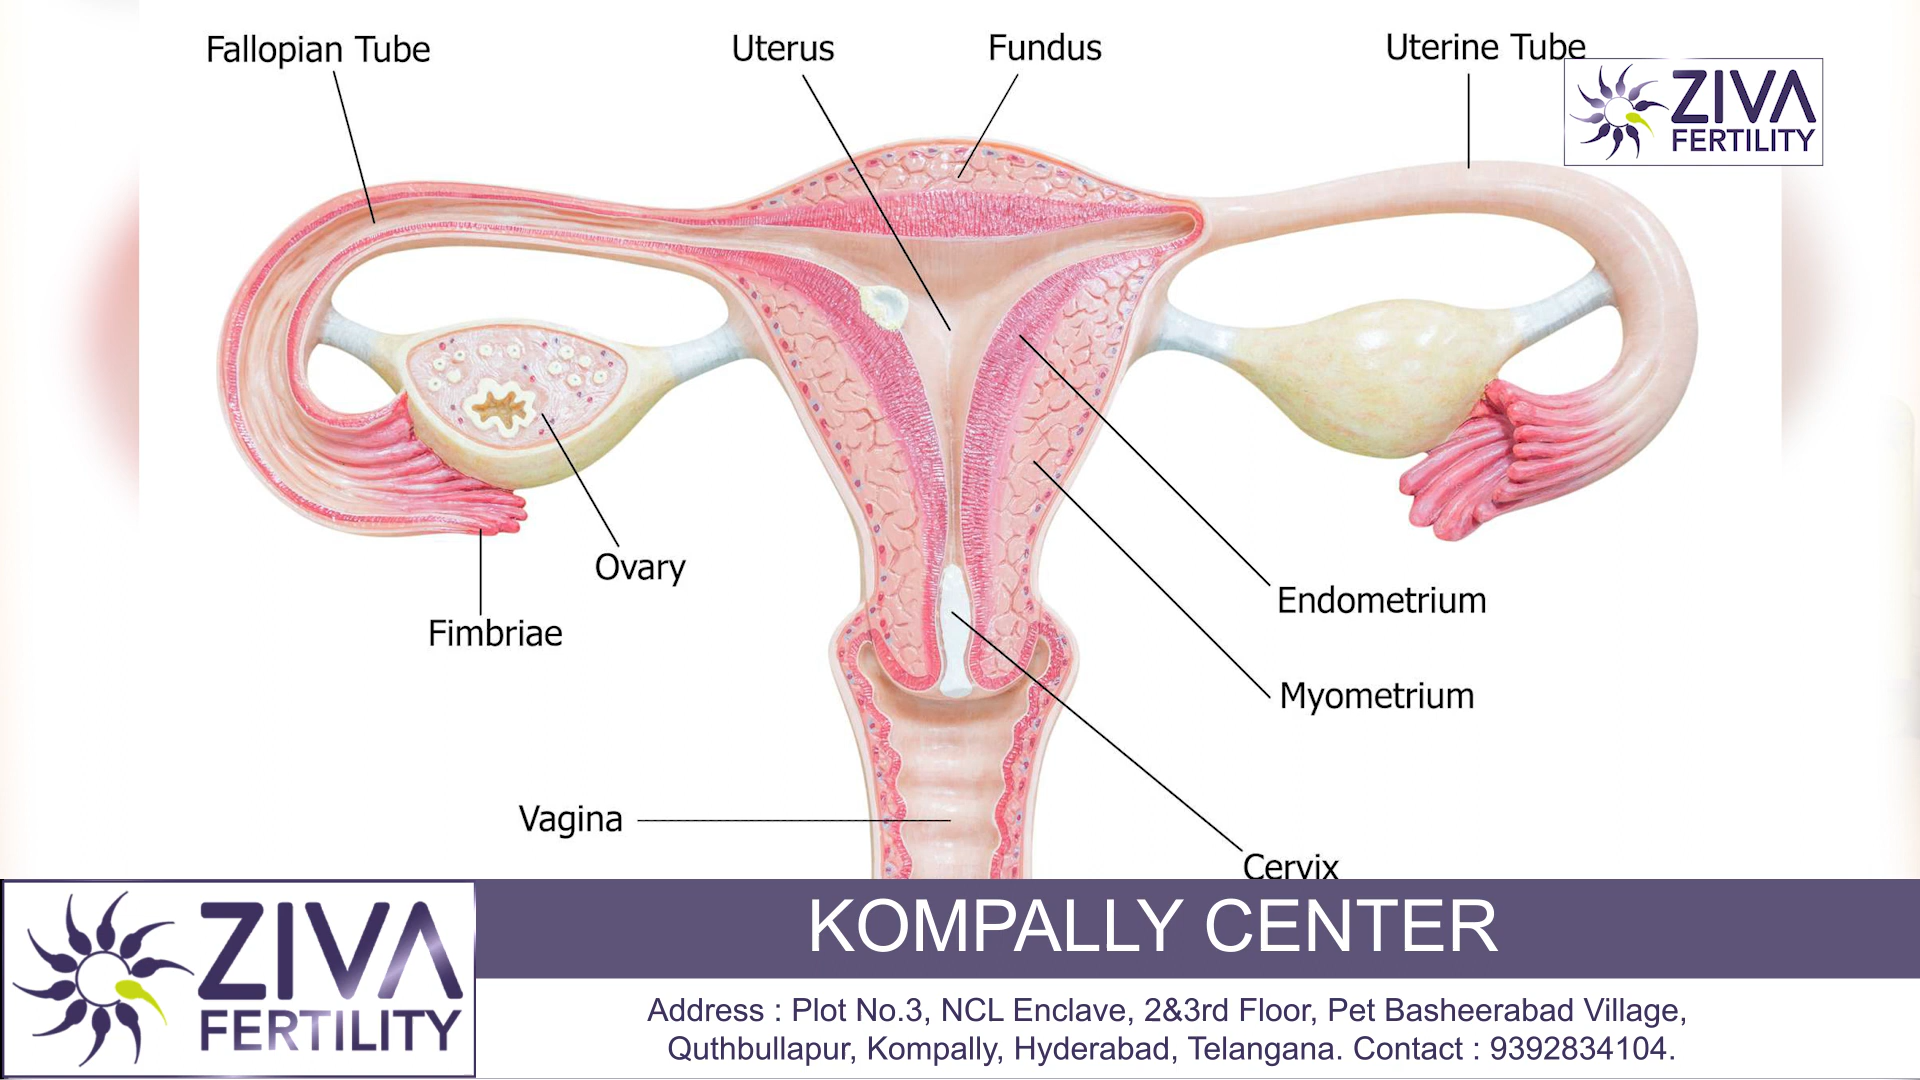 Fallopian Tube
Uterus
Fundus
Uterine Tube
ZIVA
FERTILITY
Ovary
Fimbriae
Endometrium
Myometrium
Vagina
Cervix
ZIVA
FERTILITY
KOMPALLY CENTER
Address : Plot No.3, NCL Enclave, 2&3rd Floor, Pet Basheerabad Village,
Quthbullapur, Kompally, Hyderabad, Telangana. Contact : 9392834104.